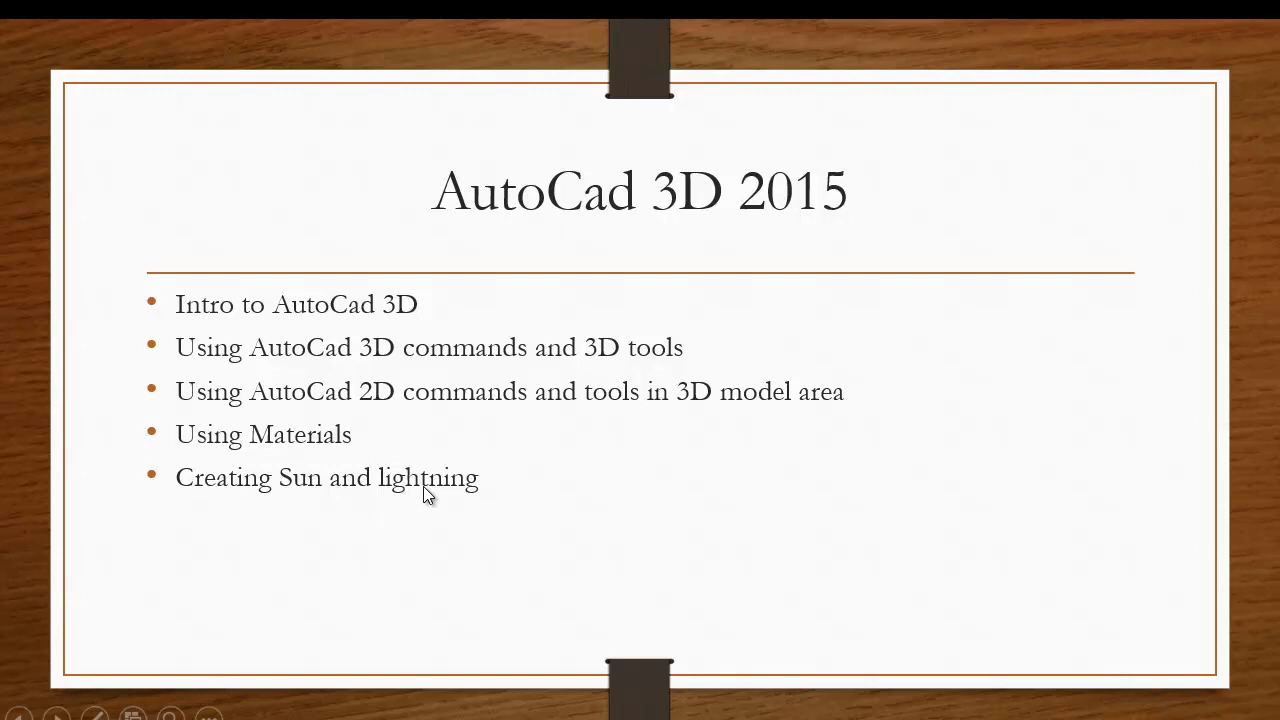 AutoCad 3D 2015
• Intro to AutoCad 3D
• Using AutoCad 3D commands and 3D tools
• Using AutoCad 2D commands and tools in 3D model area
• Using Materials
• Creating Sun and lightning